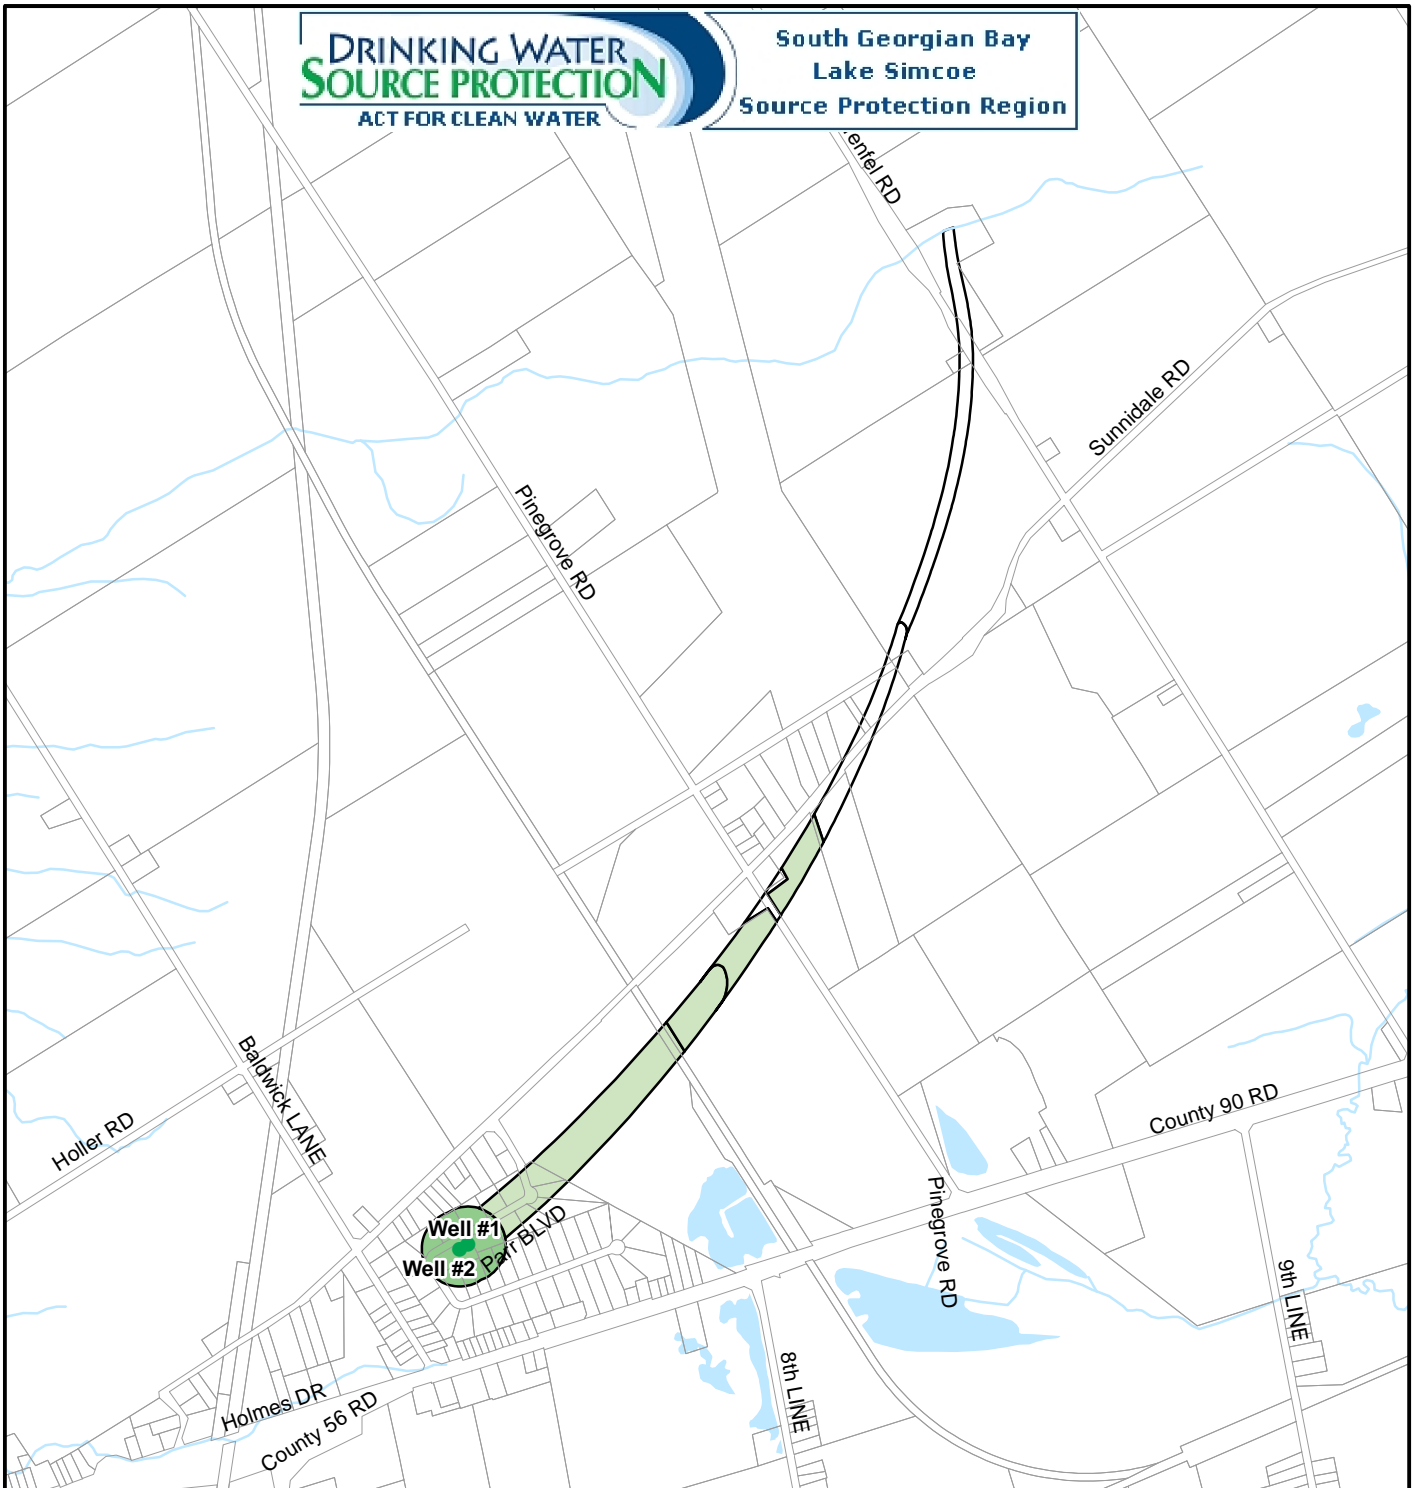 DRINKING WATER
SOURCE PROTECTION
ACT FOR CLEAN WATER
South Georgian Bay
Lake Simcoe
Source Protection Region
enfel RD
Sunnidale RD
Pinegrove RD
Baldwick LANE
Holler RD
County 90 RD
Pinegrove RD
Well #1
Well #2
Parr BLVD
9th LINE
8th LINE
Holmes DR
County 56 RD